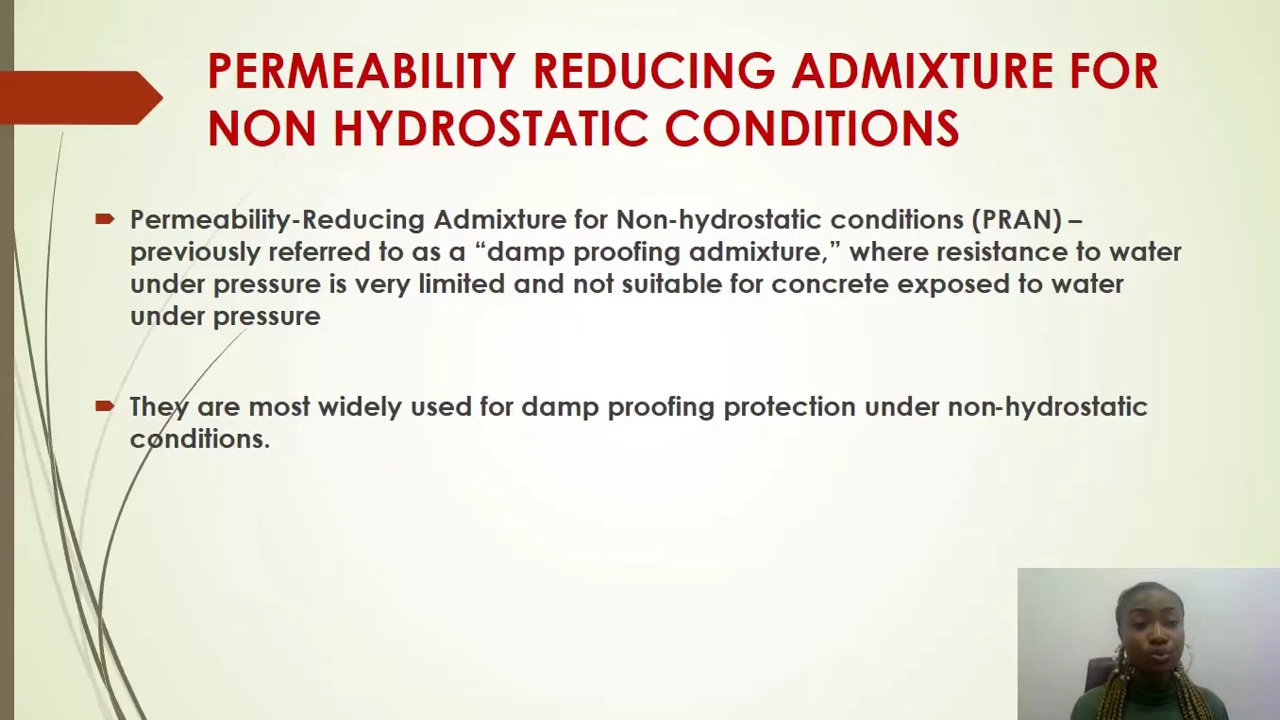 PERMEABILITY REDUCING ADMIXTURE FOR
NON HYDROSTATIC CONDITIONS
Permeability-Reducing Admixture for Non-hydrostatic conditions (PRAN) –
previously referred to as a “damp proofing admixture,” where resistance to water
under pressure is very limited and not suitable for concrete exposed to water
under pressure
They are most widely used for damp proofing protection under non-hydrostatic
conditions.